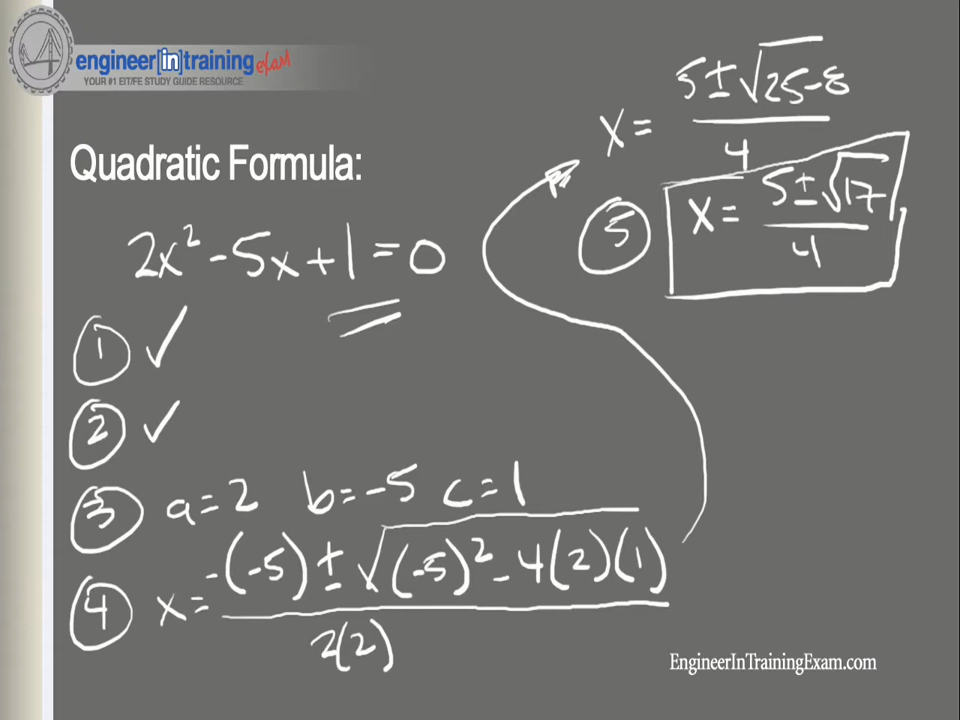 engineer[in]training exam
YOUR #1 EIT/FE STUDY GUIDE RESOURCE
Quadratic Formula:
2x² - 5x + 1 = 0
① ✓
② ✓
③ a = 2 b = -5 c = 1
④ x = (-(-5) ± √((-5)² - 4(2)(1))) / 2(2)
x = (5 ± √(25 - 8)) / 4
⑤ x = (5 ± √17) / 4
EngineerInTrainingExam.com